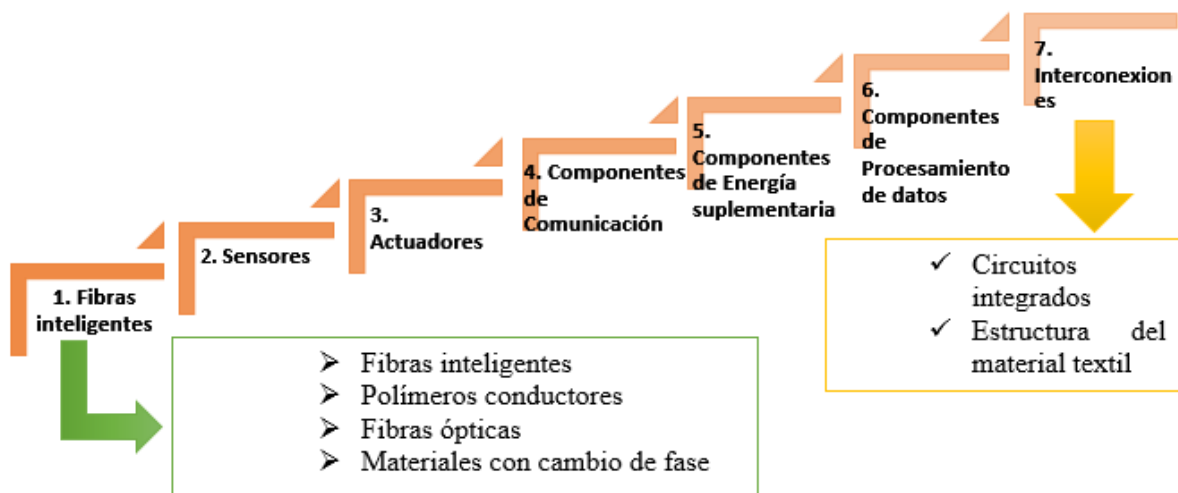 1. Fibras
inteligentes
2. Sensores
3.
Actuadores
4. Componentes
de
Comunicación
5.
Componentes
de Energía
suplementaria
6.
Componentes
de
Procesamiento
de datos
7.
Interconexion
es
➢ Fibras inteligentes
➢ Polímeros conductores
➢ Fibras ópticas
➢ Materiales con cambio de fase
✓ Circuitos
integrados
✓ Estructura del
material textil